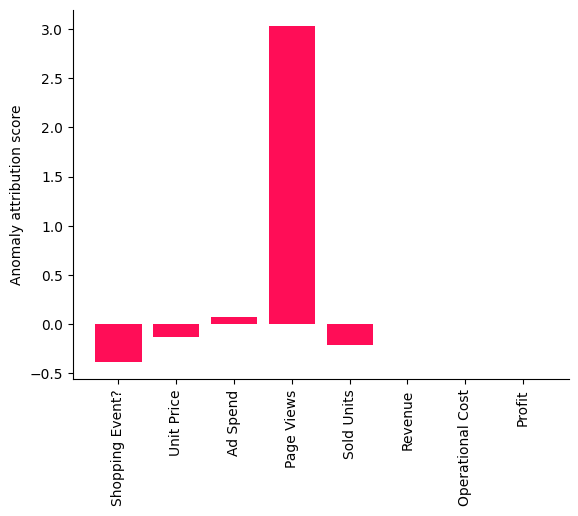 Anomaly attribution score
3.0
2.5
2.0
1.5
1.0
0.5
0.0
−0.5
Shopping Event?
Unit Price
Ad Spend
Page Views
Sold Units
Revenue
Operational Cost
Profit